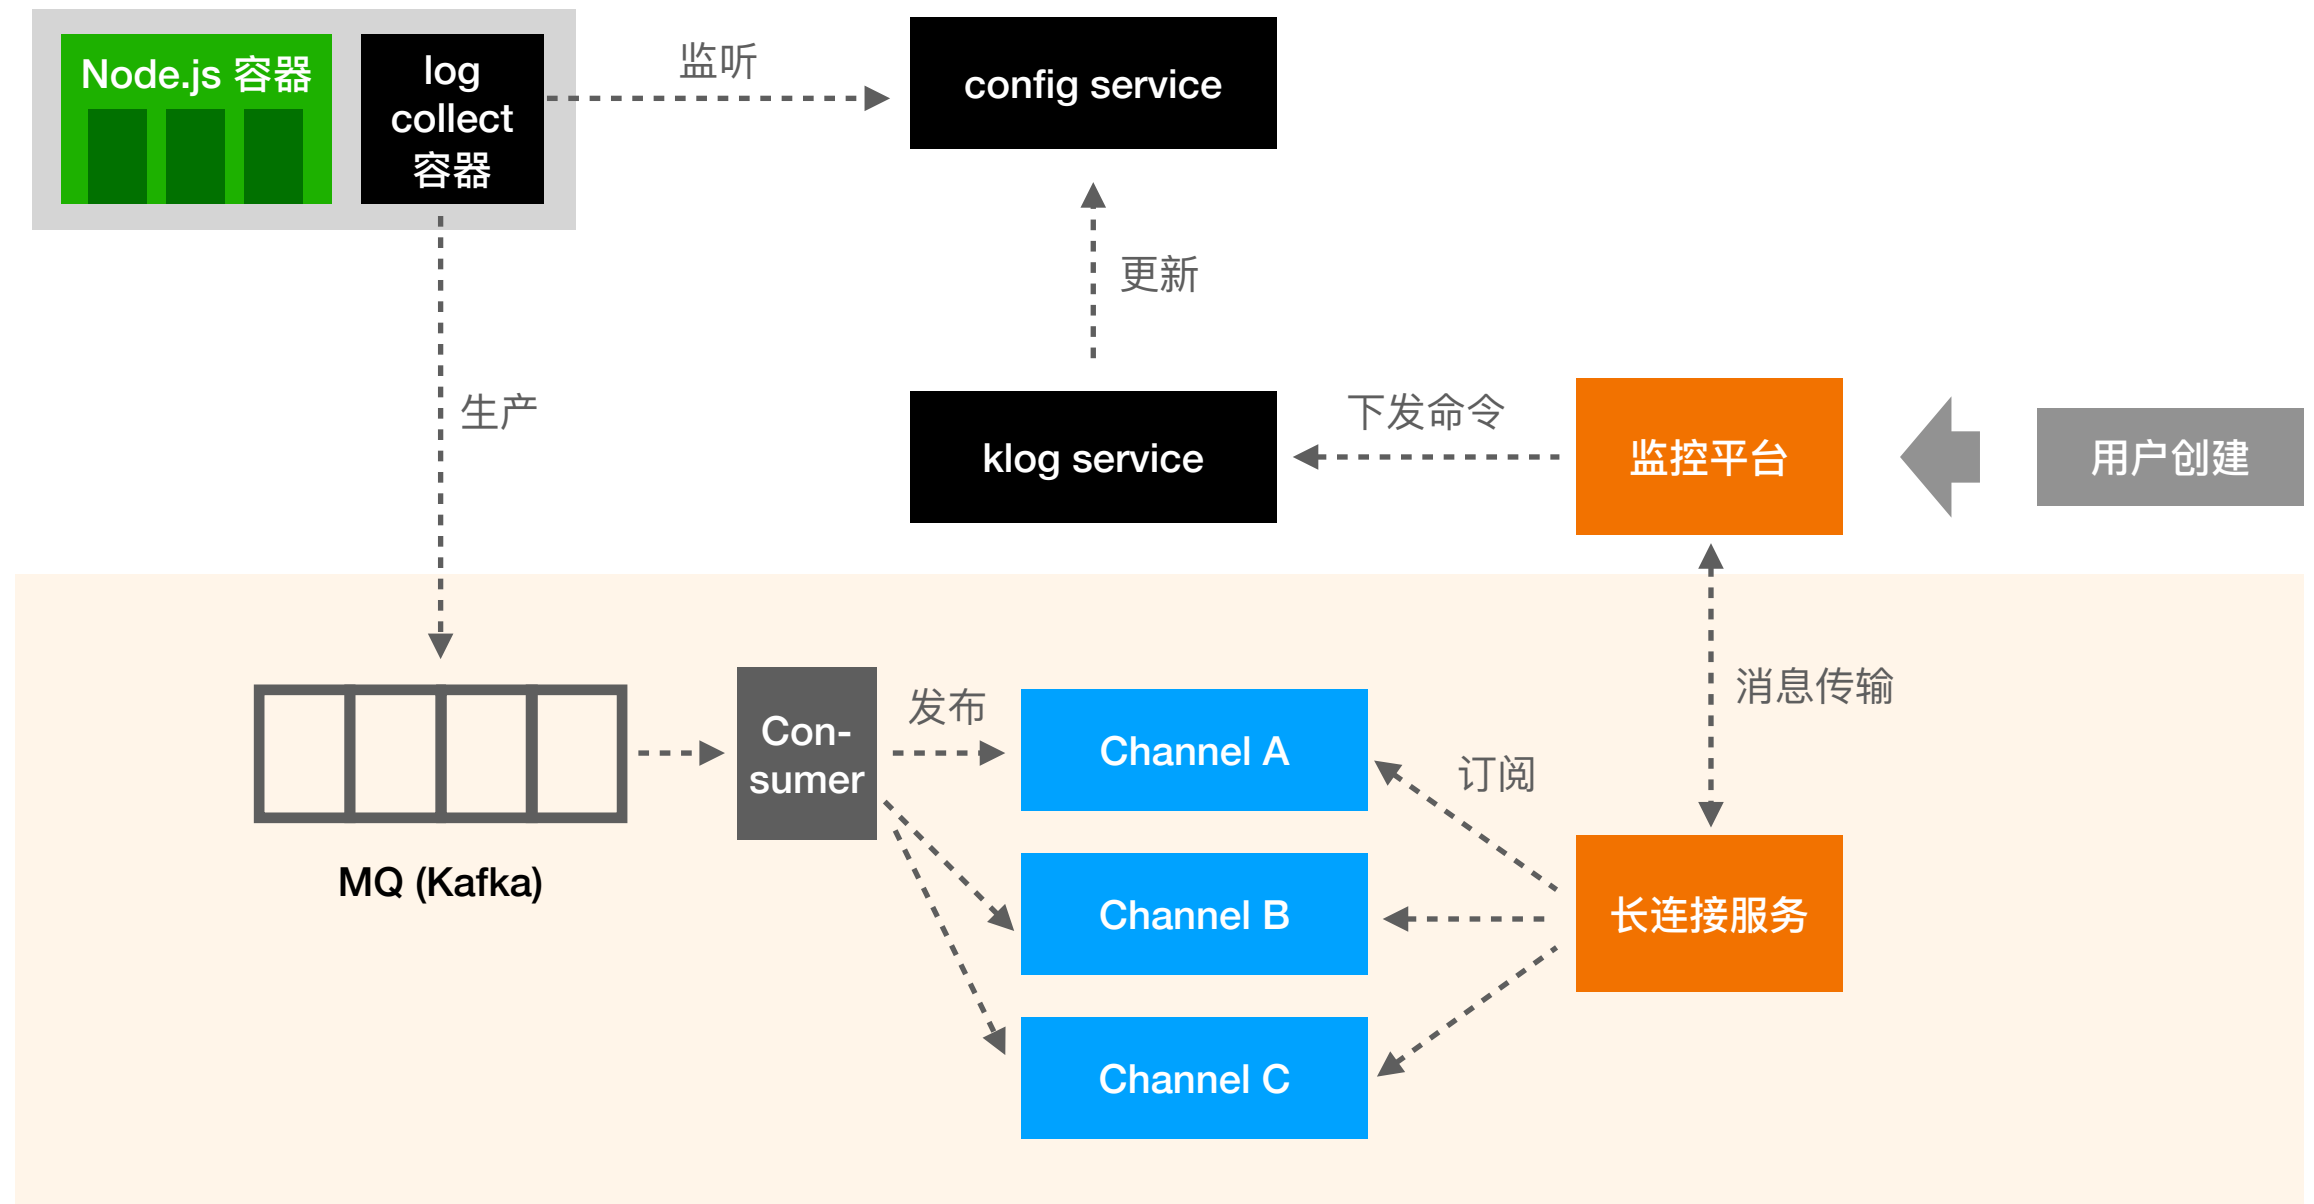 Node.js 容器
log
collect
容器
监听
config service
更新
生产
klog service
下发命令
监控平台
用户创建
消息传输
MQ (Kafka)
Con-
sumer
发布
Channel A
Channel B
Channel C
订阅
长连接服务